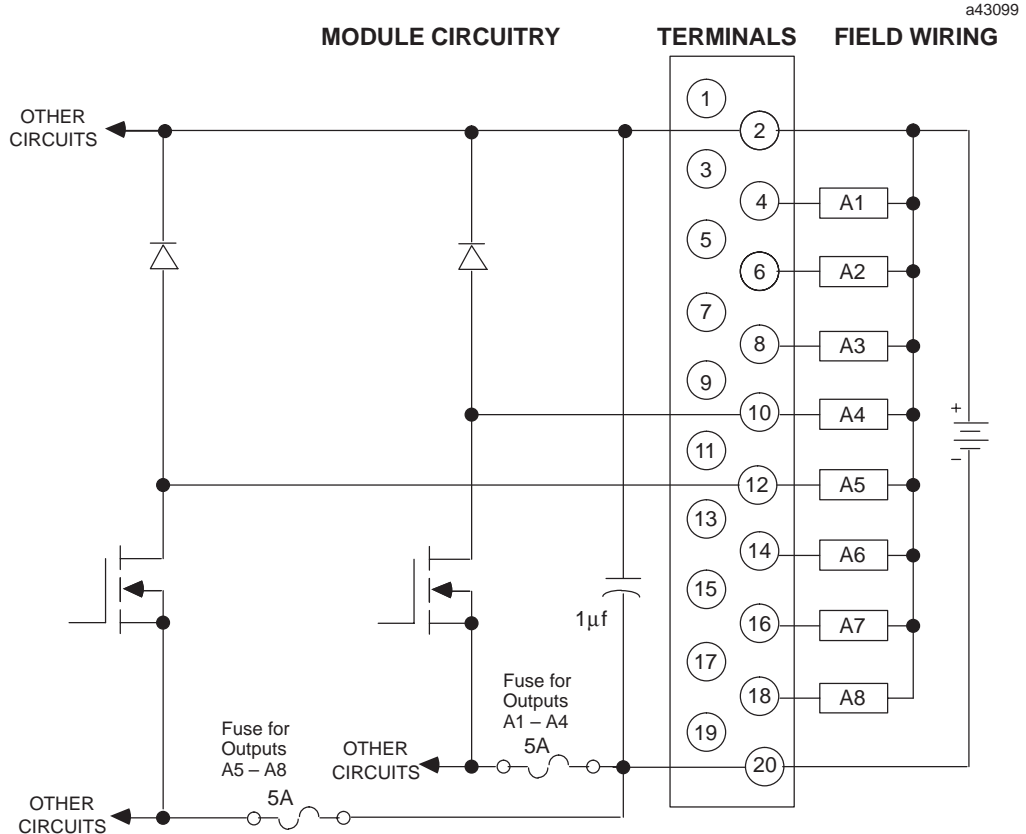 a43099
MODULE CIRCUITRY
TERMINALS
FIELD WIRING
OTHER
CIRCUITS
1
2
3
4
A1
5
6
A2
7
8
A3
9
10
A4
+
−
11
12
A5
13
14
A6
15
1μf
16
A7
17
18
A8
19
20
Fuse for
Outputs
A1 – A4
5A
OTHER
CIRCUITS
Fuse for
Outputs
A5 – A8
5A
OTHER
CIRCUITS